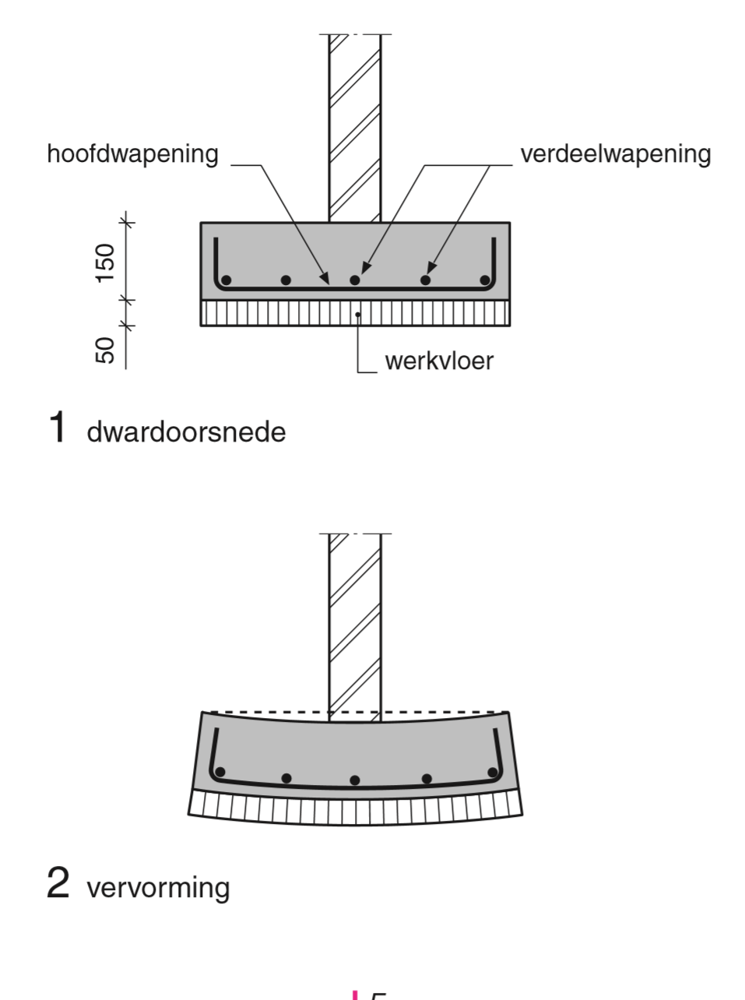 hoofdwapening
verdeelwapening
150
50
werkvloer
1 dwardoorsnede
2 vervorming